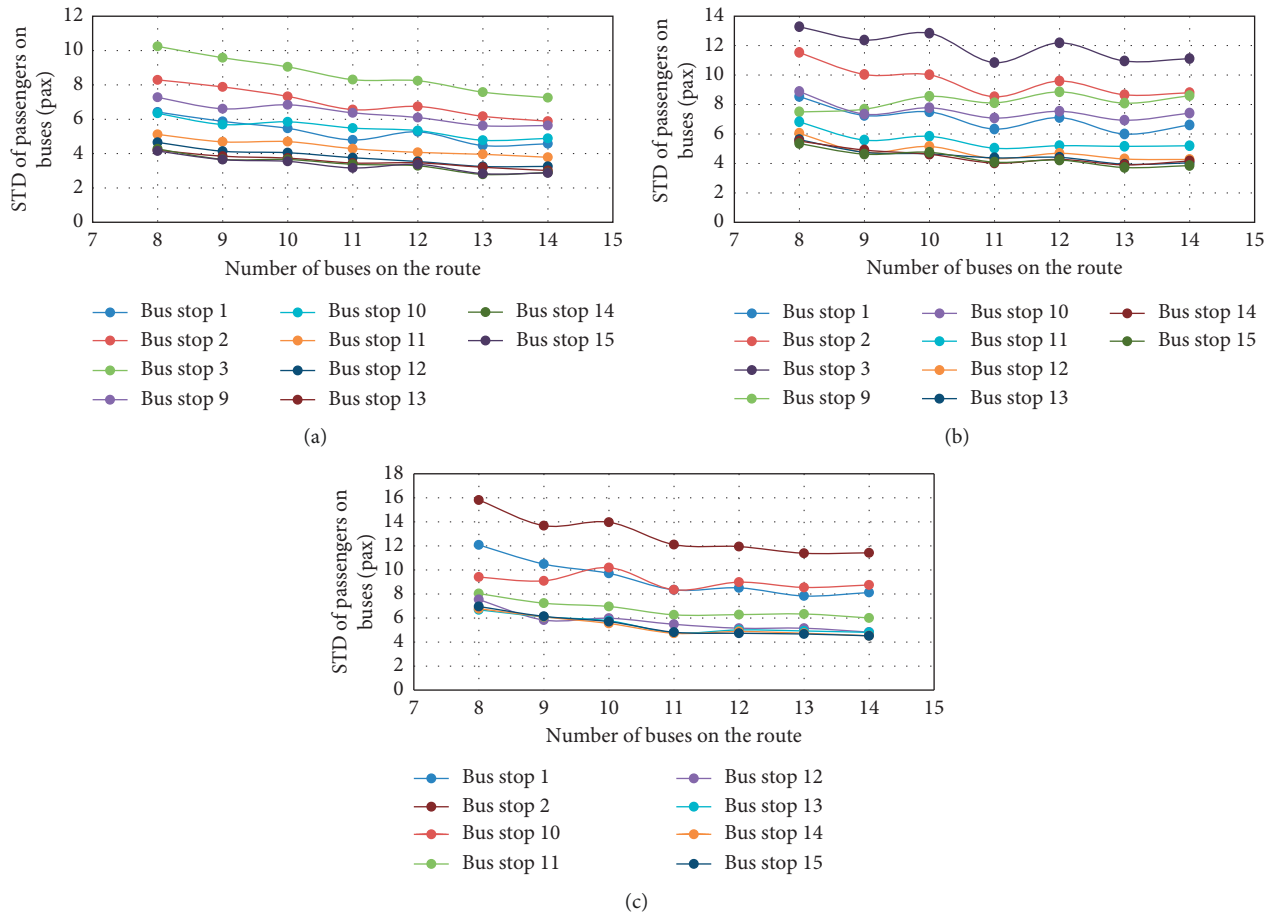 12
10
8
6
4
2
0
STD of passengers on
buses (pax)
7 8 9 10 11 12 13 14 15
Number of buses on the route
Bus stop 1
Bus stop 2
Bus stop 3
Bus stop 9
Bus stop 10
Bus stop 11
Bus stop 12
Bus stop 13
Bus stop 14
Bus stop 15
(a)
14
12
10
8
6
4
2
0
STD of passengers on
buses (pax)
7 8 9 10 11 12 13 14 15
Number of buses on the route
Bus stop 1
Bus stop 2
Bus stop 3
Bus stop 9
Bus stop 10
Bus stop 11
Bus stop 12
Bus stop 13
Bus stop 14
Bus stop 15
(b)
18
16
14
12
10
8
6
4
2
0
STD of passengers on
buses (pax)
7 8 9 10 11 12 13 14 15
Number of buses on the route
Bus stop 1
Bus stop 2
Bus stop 10
Bus stop 11
Bus stop 12
Bus stop 13
Bus stop 14
Bus stop 15
(c)